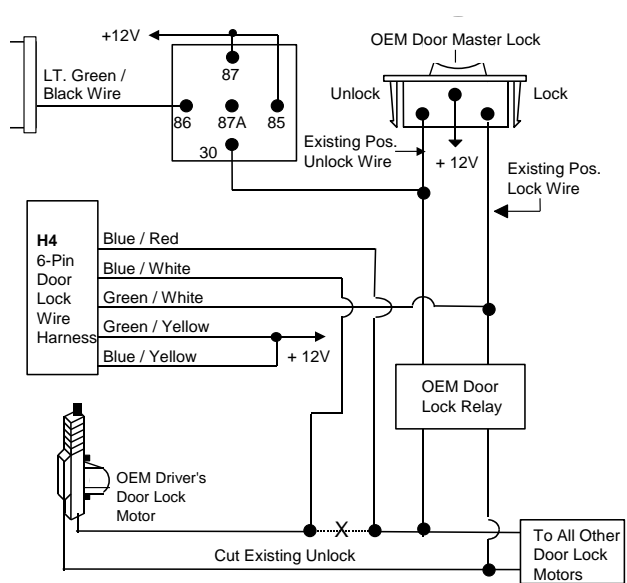 +12V
OEM Door Master Lock
87
LT. Green /
Black Wire
Unlock
Lock
86
87A
85
30
Existing Pos.
Unlock Wire
+ 12V
Existing Pos.
Lock Wire
H4
6-Pin
Door
Lock
Wire
Harness
Blue / Red
Blue / White
Green / White
Green / Yellow
Blue / Yellow
+ 12V
OEM Door
Lock Relay
OEM Driver's
Door Lock
Motor
X
Cut Existing Unlock
To All Other
Door Lock
Motors